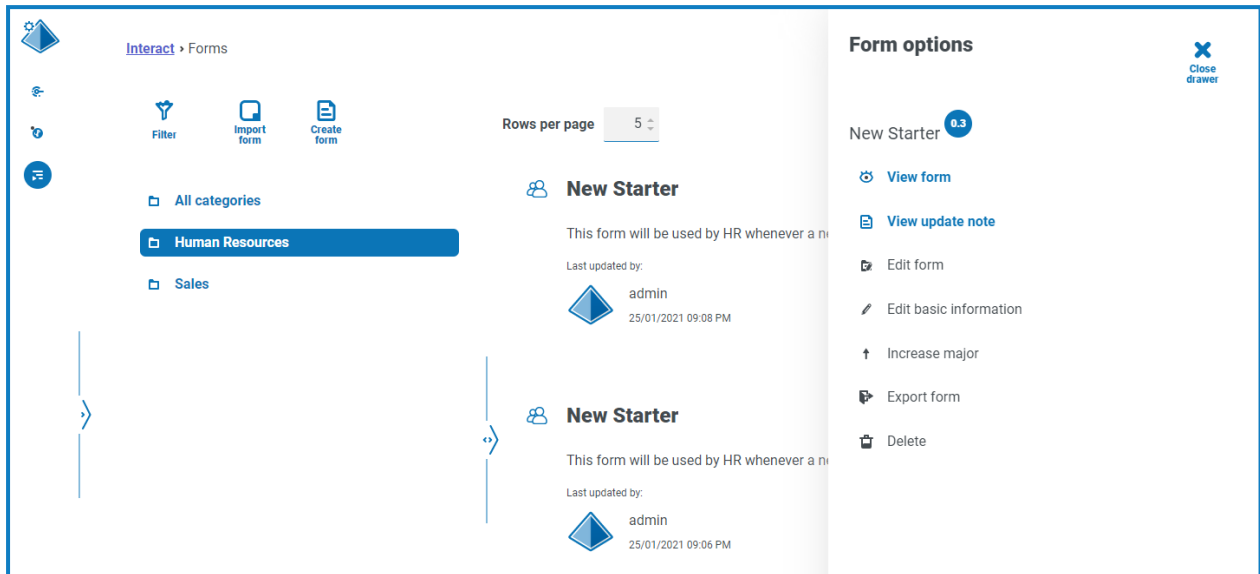 Interact › Forms
Filter
Import
form
Create
form
All categories
Human Resources
Sales
Rows per page 5
New Starter
This form will be used by HR whenever a
Last updated by:
admin
25/01/2021 09:08 PM
New Starter
This form will be used by HR whenever a
Last updated by:
admin
25/01/2021 09:06 PM
Form options
Close
drawer
New Starter 0.3
View form
View update note
Edit form
Edit basic information
Increase major
Export form
Delete